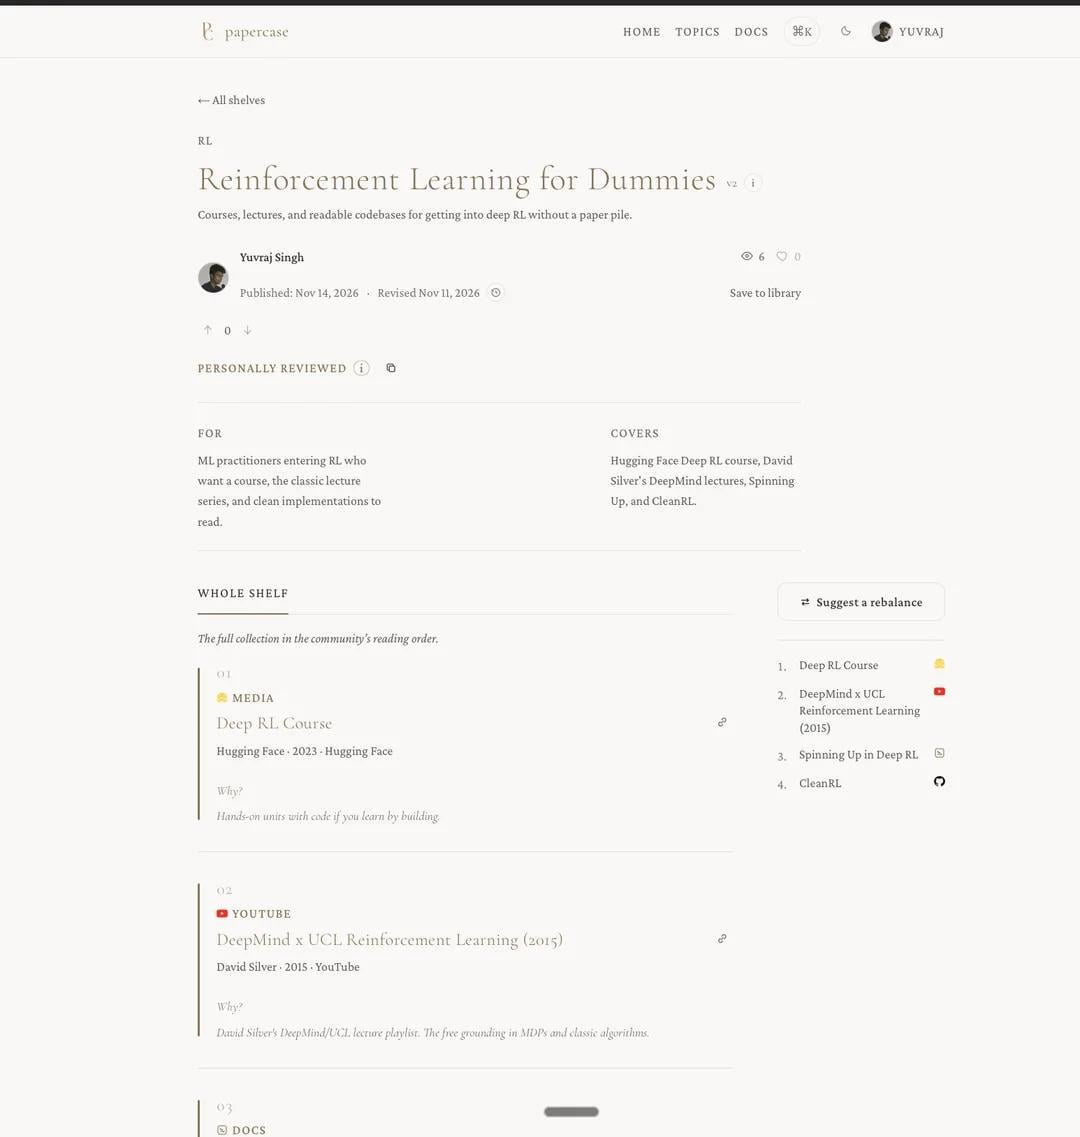 papercase
HOME TOPICS DOCS ⌘K YUVRAJ
← All shelves
RL
Reinforcement Learning for Dummies v2 i
Courses, lectures, and readable codebases for getting into deep RL without a paper pile.
Yuvraj Singh
6 0
Published: Nov 14, 2026 · Revised Nov 11, 2026
Save to library
↑ 0 ↓
PERSONALLY REVIEWED i
FOR
ML practitioners entering RL who
want a course, the classic lecture
series, and clean implementations to
read.
COVERS
Hugging Face Deep RL course, David
Silver's DeepMind lectures, Spinning
Up, and CleanRL.
WHOLE SHELF
The full collection in the community's reading order.
01
MEDIA
Deep RL Course
Hugging Face · 2023 · Hugging Face
Why?
Hands-on units with code if you learn by building.
02
YOUTUBE
DeepMind x UCL Reinforcement Learning (2015)
David Silver · 2015 · YouTube
Why?
David Silver's DeepMind/UCL lecture playlist. The free grounding in MDPs and classic algorithms.
03
DOCS
Suggest a rebalance
1. Deep RL Course
2. DeepMind x UCL
Reinforcement Learning
(2015)
3. Spinning Up in Deep RL
4. CleanRL